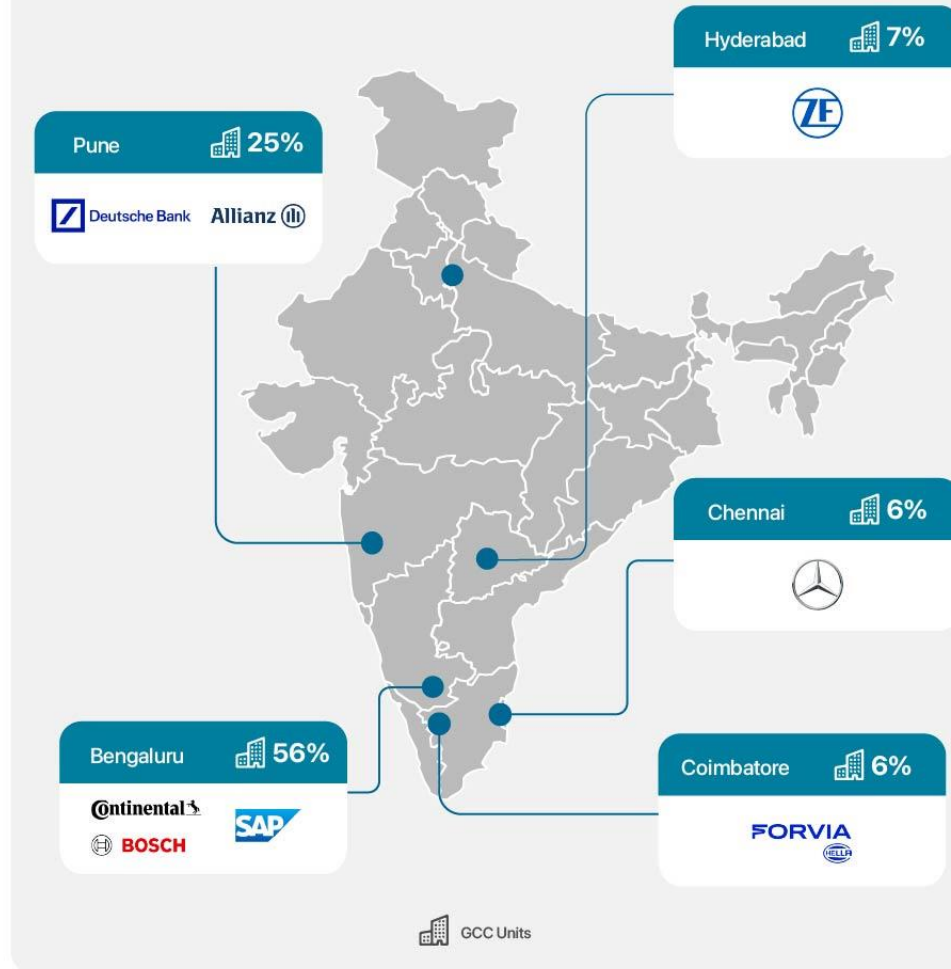 Hyderabad 7%
ZF
Pune 25%
Deutsche Bank Allianz
Chennai 6%
Bengaluru 56%
Continental
BOSCH
SAP
Coimbatore 6%
FORVIA
HELLA
GCC Units